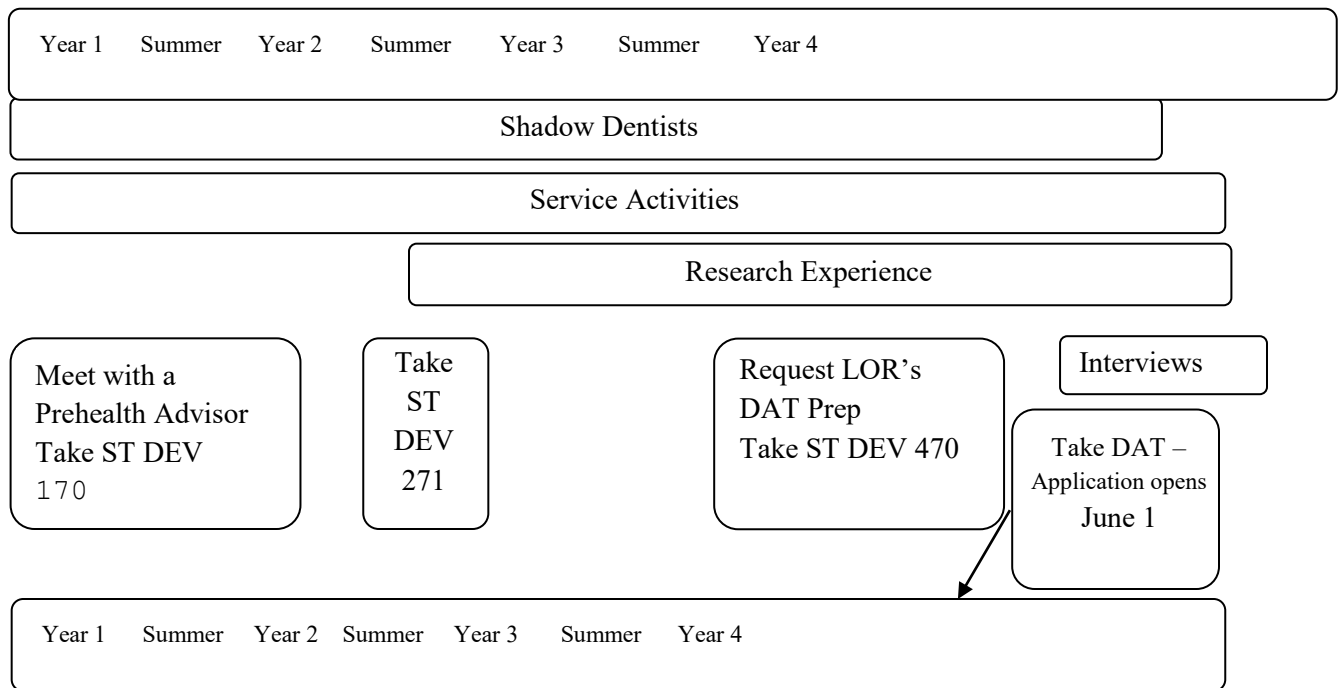 Year 1 Summer Year 2 Summer Year 3 Summer Year 4
Shadow Dentists
Service Activities
Research Experience
Meet with a
Prehealth Advisor
Take ST DEV
170
Take
ST
DEV
271
Request LOR’s
DAT Prep
Take ST DEV 470
Interviews
Take DAT –
Application opens
June 1
Year 1 Summer Year 2 Summer Year 3 Summer Year 4